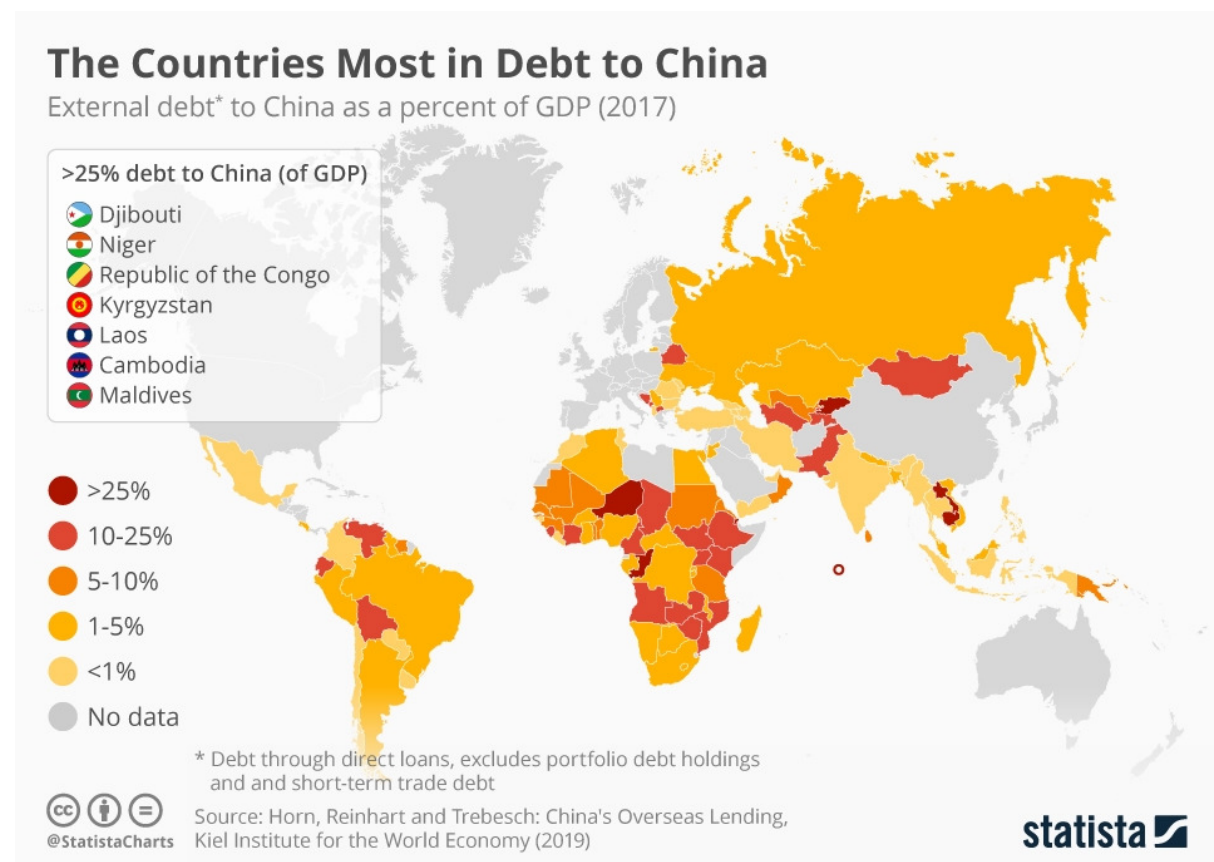 The Countries Most in Debt to China
External debt* to China as a percent of GDP (2017)
>25% debt to China (of GDP)
Djibouti
Niger
Republic of the Congo
Kyrgyzstan
Laos
Cambodia
Maldives
>25%
10-25%
5-10%
1-5%
<1%
No data
* Debt through direct loans, excludes portfolio debt holdings
and and short-term trade debt
cc
@StatistaCharts
Source: Horn, Reinhart and Trebesch: China's Overseas Lending,
Kiel Institute for the World Economy (2019)
statista